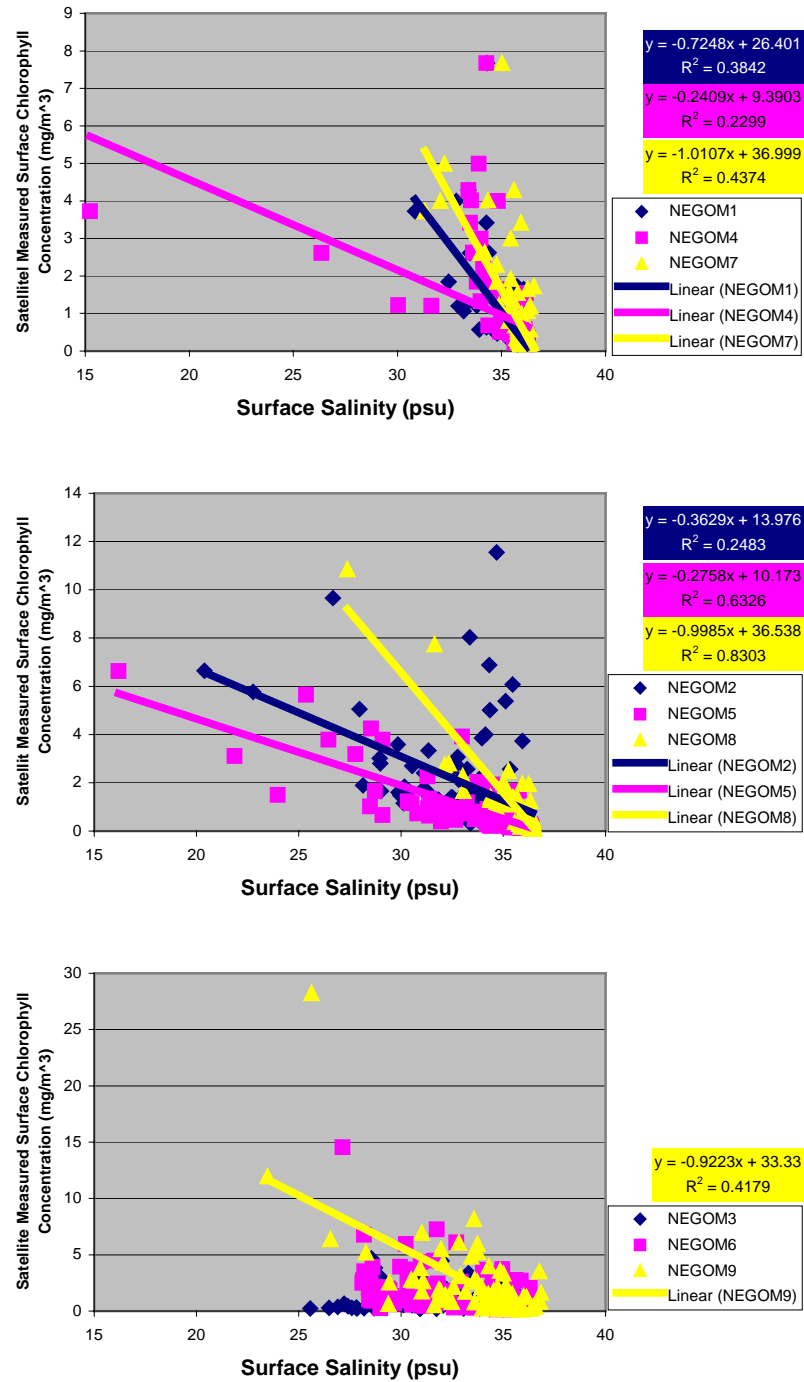 Satellitel Measured Surface Chlorophyll
Concentration (mg/m^3)
9
8
7
6
5
4
3
2
1
0
15
20
25
30
35
40
Surface Salinity (psu)
y = -0.7248x + 26.401
R² = 0.3842
y = -0.2409x + 9.3903
R² = 0.2299
y = -1.0107x + 36.999
R² = 0.4374
NEGOM1
NEGOM4
NEGOM7
Linear (NEGOM1)
Linear (NEGOM4)
Linear (NEGOM7)
Satellit Measured Surface Chlorophyll
Concentration (mg/m^3)
14
12
10
8
6
4
2
0
15
20
25
30
35
40
Surface Salinity (psu)
y = -0.3629x + 13.976
R² = 0.2483
y = -0.2758x + 10.173
R² = 0.6326
y = -0.9985x + 36.538
R² = 0.8303
NEGOM2
NEGOM5
NEGOM8
Linear (NEGOM2)
Linear (NEGOM5)
Linear (NEGOM8)
Satellite Measured Surface Chlorophyll
Concentration (mg/m^3)
30
25
20
15
10
5
0
15
20
25
30
35
40
Surface Salinity (psu)
y = -0.9223x + 33.33
R² = 0.4179
NEGOM3
NEGOM6
NEGOM9
Linear (NEGOM9)